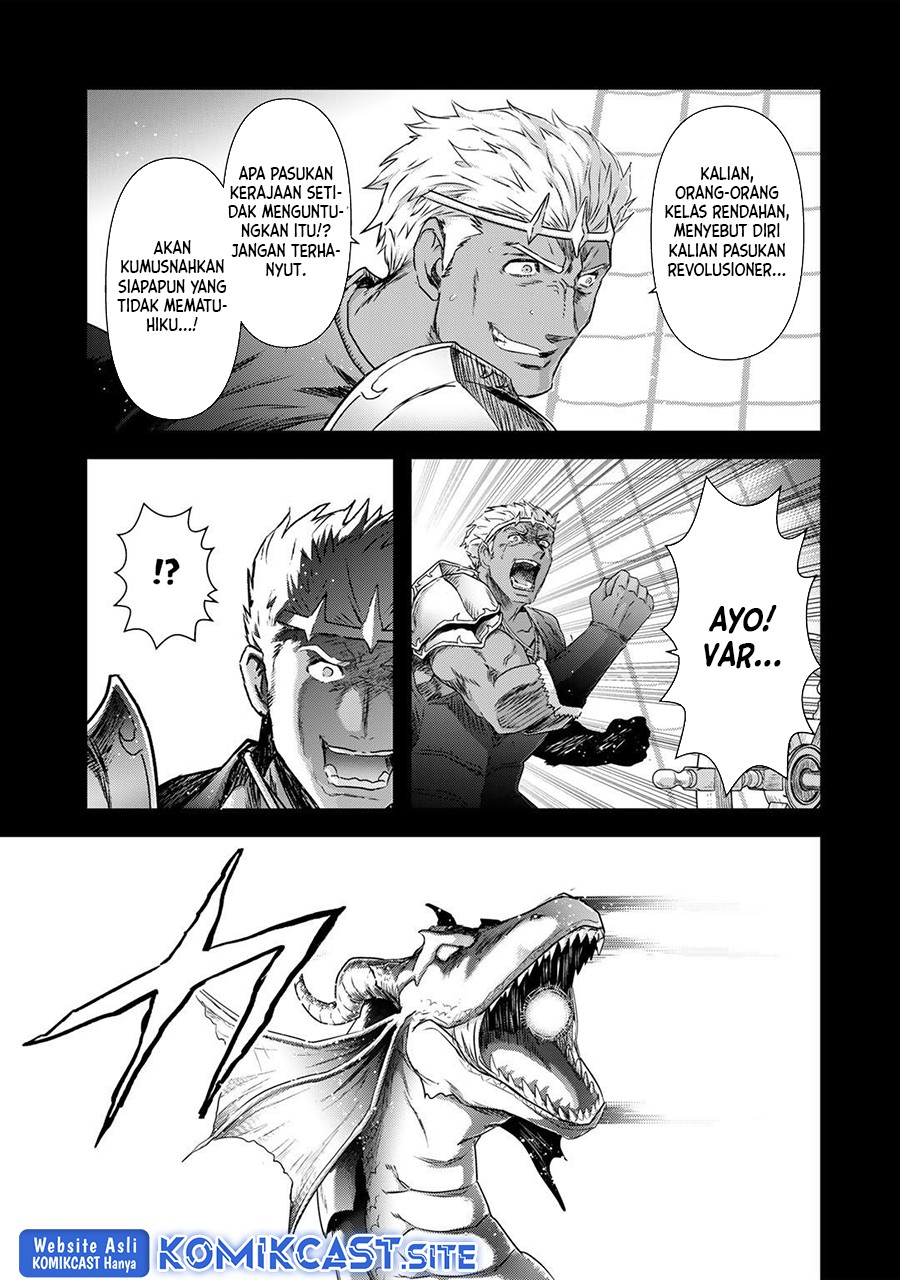 KALIAN,
ORANG-ORANG
KELAS RENDAHAN,
MENYEBUT DIRI
KALIAN PASUKAN
REVOLUSIONER...
APA PASUKAN
KERAJAAN SETI-
DAK MENGUNTU-
NGKAN ITU!?
JANGAN TERHA-
NYUT.
AKAN
KUMUSNAHKAN
SIAPAPUN YANG
TIDAK MEMATU-
HIKU...!
AYO!
VAR...
!?
カ
Website Asli
KOMIKCAST Hanya
KOMIKCAST.SITE